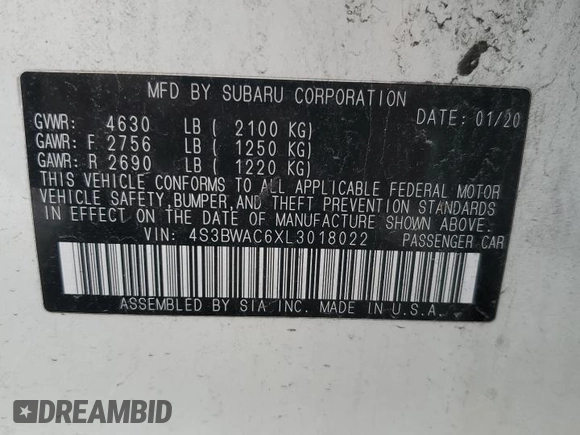 MFD BY SUBARU CORPORATION
DATE: 01/20
GVWR: 4630 LB ( 2100 KG)
GAWR: F 2756 LB ( 1250 KG)
GAWR: R 2690 LB ( 1220 KG)
THIS VEHICLE CONFORMS TO ALL APPLICABLE FEDERAL MOTOR
VEHICLE SAFETY, BUMPER, AND THEFT PREVENTION STANDARDS
IN EFFECT ON THE DATE OF MANUFACTURE SHOWN ABOVE.
VIN: 4S3BWAC6XL3018022 PASSENGER CAR
ASSEMBLED BY SIA INC. MADE IN U.S.A.
DREAMBID